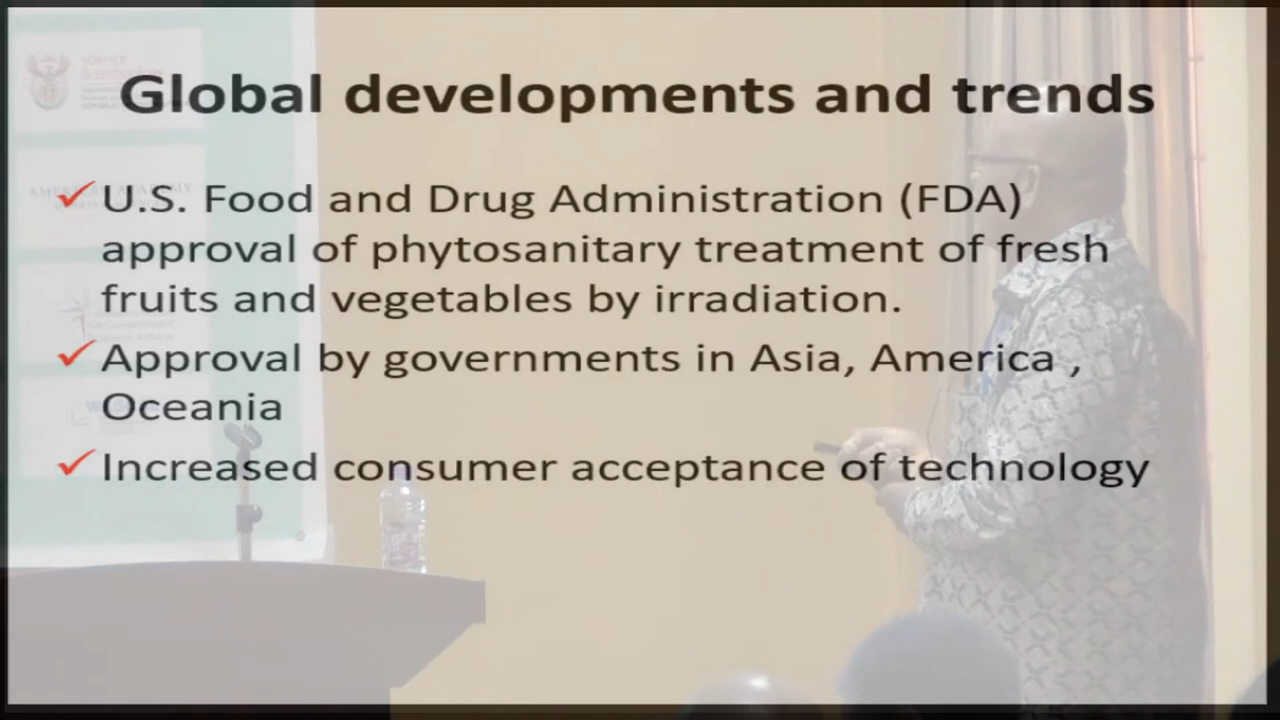 Global developments and trends
U.S. Food and Drug Administration (FDA)
approval of phytosanitary treatment of fresh
fruits and vegetables by irradiation.
Approval by governments in Asia, America ,
Oceania
Increased consumer acceptance of technology